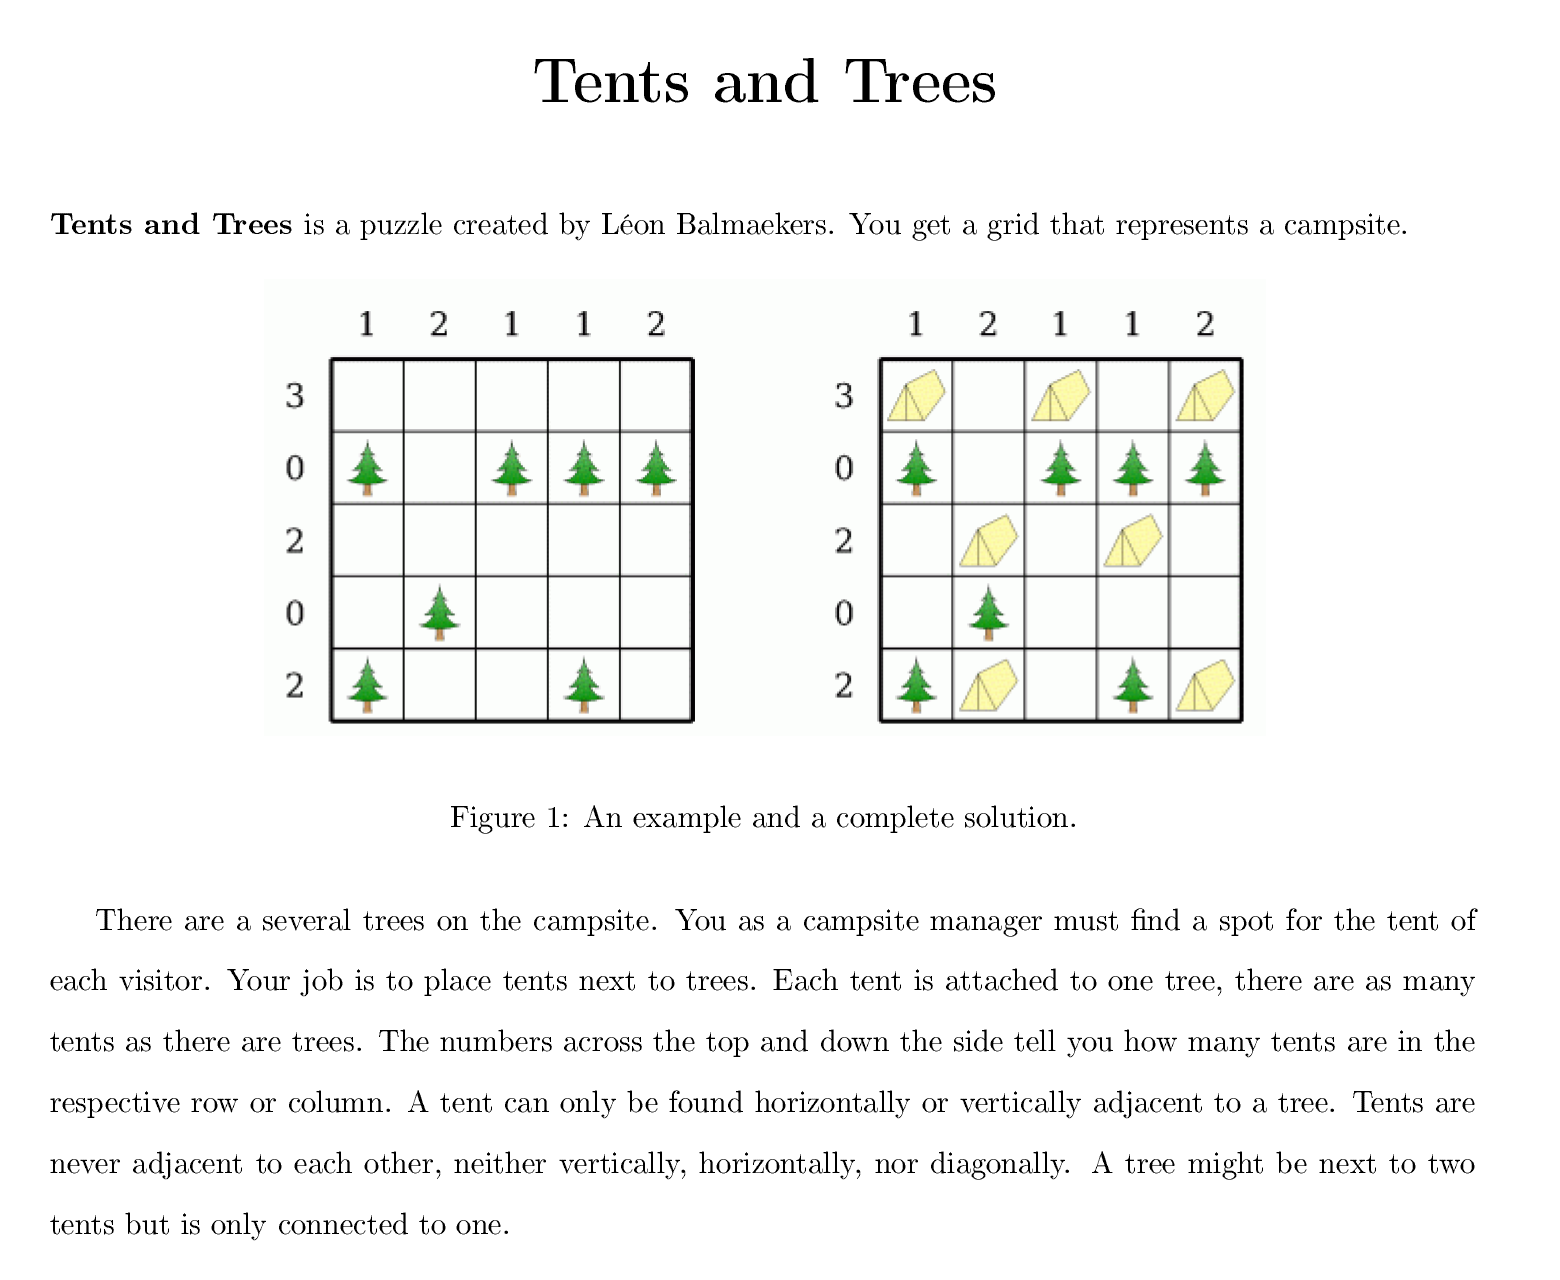 Tents and Trees
Tents and Trees is a puzzle created by Léon Balmaekers. You get a grid that represents a campsite.
1 2 1 1 2 1 2 1 1 2
3 3
0 0
2 2
0 0
2 2
Figure 1: An example and a complete solution.
There are a several trees on the campsite. You as a campsite manager must find a spot for the tent of
each visitor. Your job is to place tents next to trees. Each tent is attached to one tree, there are as many
tents as there are trees. The numbers across the top and down the side tell you how many tents are in the
respective row or column. A tent can only be found horizontally or vertically adjacent to a tree. Tents are
never adjacent to each other, neither vertically, horizontally, nor diagonally. A tree might be next to two
tents but is only connected to one.